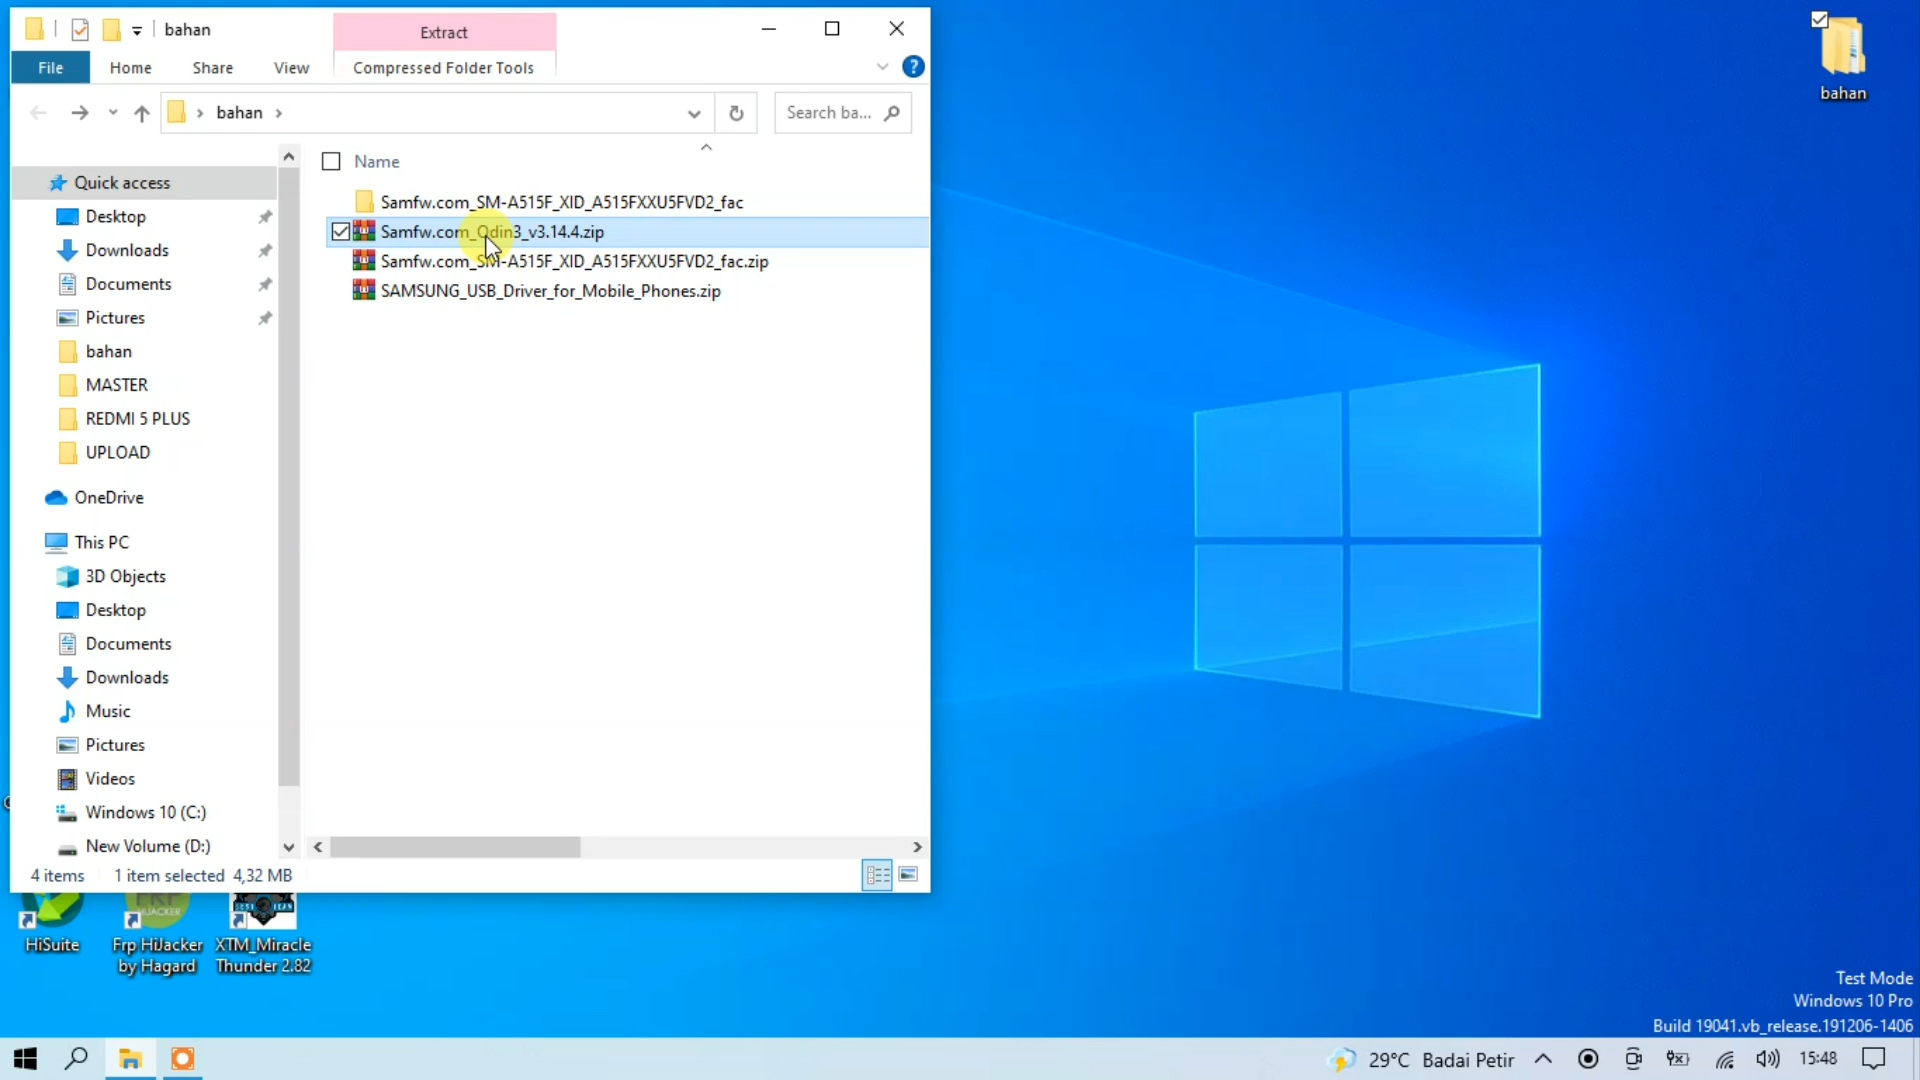 bahan
Extract
File
Home
Share
View
Compressed Folder Tools
bahan
Search ba...
Name
Quick access
Desktop
Downloads
Documents
Pictures
bahan
MASTER
REDMI 5 PLUS
UPLOAD
OneDrive
This PC
3D Objects
Desktop
Documents
Downloads
Music
Pictures
Videos
Windows 10 (C:)
New Volume (D:)
Samfw.com_SM-A515F_XID_A515FXXU5FVD2_fac
Samfw.com_Odin3_v3.14.4.zip
Samfw.com_SM-A515F_XID_A515FXXU5FVD2_fac.zip
SAMSUNG_USB_Driver_for_Mobile_Phones.zip
4 items
1 item selected 4,32 MB
bahan
HiSuite
Frp HiJacker
by Hagard
XTM_Miracle
Thunder 2.82
Test Mode
Windows 10 Pro
Build 19041.vb_release.191206-1406
29°C Badai Petir
15:48